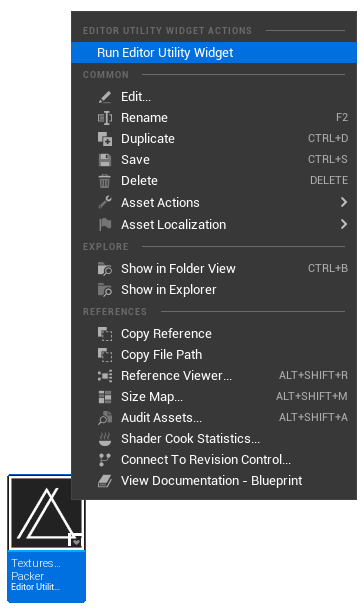 EDITOR UTILITY WIDGET ACTIONS
Run Editor Utility Widget
COMMON
Edit...
Rename F2
Duplicate CTRL+D
Save CTRL+S
Delete DELETE
Asset Actions
Asset Localization
EXPLORE
Show in Folder View CTRL+B
Show in Explorer
REFERENCES
Copy Reference
Copy File Path
Reference Viewer... ALT+SHIFT+R
Size Map... ALT+SHIFT+M
Audit Assets... ALT+SHIFT+A
Shader Cook Statistics...
Connect To Revision Control...
View Documentation - Blueprint
Textures...
Packer
Editor Utilit...